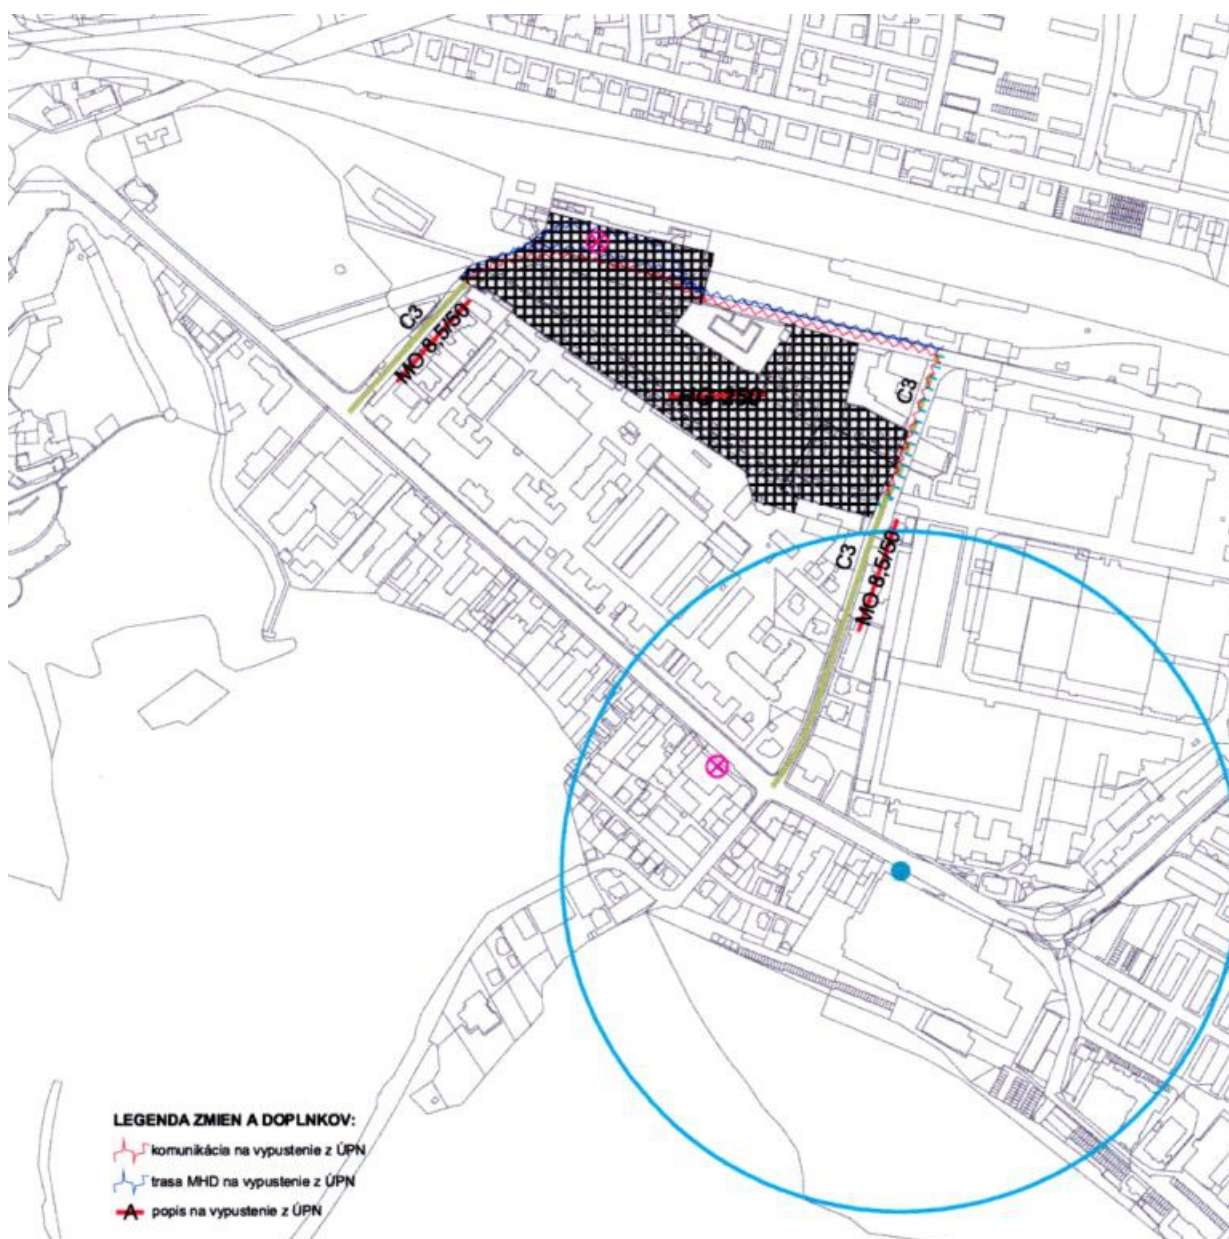 C3
MO 8,5/50
C3
C3
MO 8,5/50
LEGENDA ZMIEN A DOPLNKOV:
komunikácia na vypustenie z ÚPN
trasa MHD na vypustenie z ÚPN
A popis na vypustenie z ÚPN